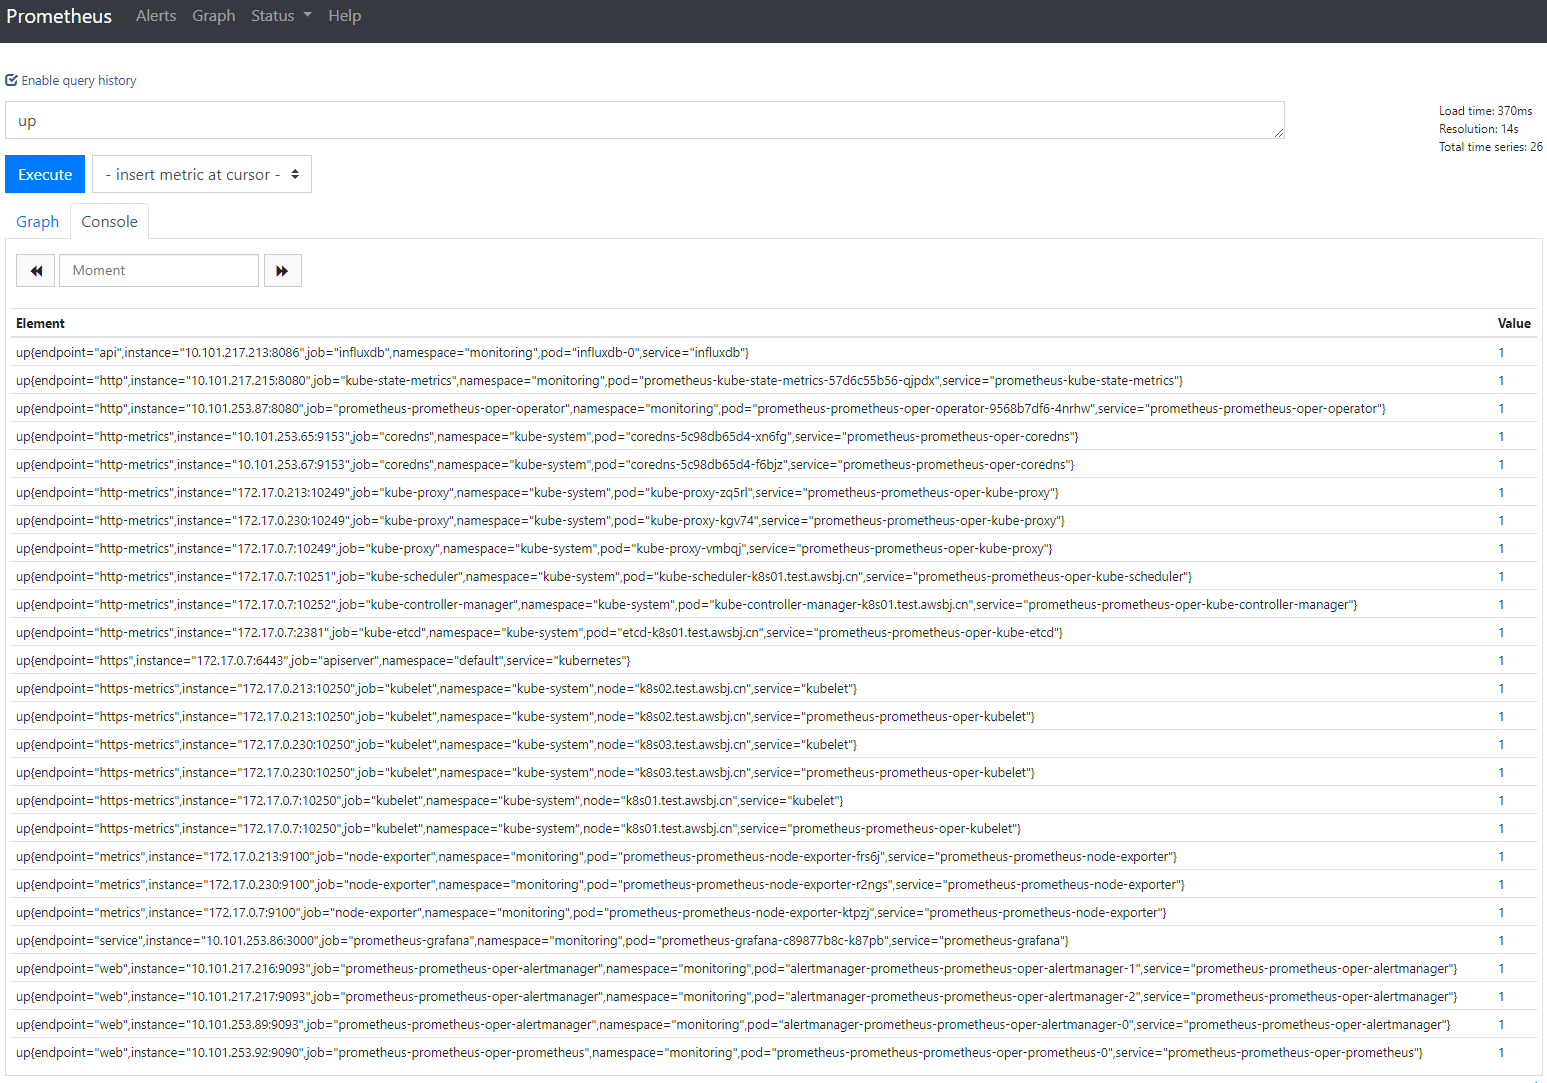 Prometheus Alerts Graph Status Help
Enable query history
up
Load time: 370ms
Resolution: 14s
Total time series: 26
Execute - insert metric at cursor -
Graph Console
Moment
Element Value
up{endpoint="api",instance="10.101.217.213:8086",job="influxdb",namespace="monitoring",pod="influxdb-0",service="influxdb"} 1
up{endpoint="http",instance="10.101.217.215:8080",job="kube-state-metrics",namespace="monitoring",pod="prometheus-kube-state-metrics-57d6c55b56-qjpdx",service="prometheus-kube-state-metrics"} 1
up{endpoint="http",instance="10.101.253.87:8080",job="prometheus-prometheus-oper-operator",namespace="monitoring",pod="prometheus-prometheus-oper-operator-9568b7df6-4nrhw",service="prometheus-prometheus-oper-operator"} 1
up{endpoint="http-metrics",instance="10.101.253.65:9153",job="coredns",namespace="kube-system",pod="coredns-5c98db65d4-xn6fg",service="prometheus-prometheus-oper-coredns"} 1
up{endpoint="http-metrics",instance="10.101.253.67:9153",job="coredns",namespace="kube-system",pod="coredns-5c98db65d4-f6bjz",service="prometheus-prometheus-oper-coredns"} 1
up{endpoint="http-metrics",instance="172.17.0.213:10249",job="kube-proxy",namespace="kube-system",pod="kube-proxy-zq5rl",service="prometheus-prometheus-oper-kube-proxy"} 1
up{endpoint="http-metrics",instance="172.17.0.230:10249",job="kube-proxy",namespace="kube-system",pod="kube-proxy-kgv74",service="prometheus-prometheus-oper-kube-proxy"} 1
up{endpoint="http-metrics",instance="172.17.0.7:10249",job="kube-proxy",namespace="kube-system",pod="kube-proxy-vmbqj",service="prometheus-prometheus-oper-kube-proxy"} 1
up{endpoint="http-metrics",instance="172.17.0.7:10251",job="kube-scheduler",namespace="kube-system",pod="kube-scheduler-k8s01.test.awsbj.cn",service="prometheus-prometheus-oper-kube-scheduler"} 1
up{endpoint="http-metrics",instance="172.17.0.7:10252",job="kube-controller-manager",namespace="kube-system",pod="kube-controller-manager-k8s01.test.awsbj.cn",service="prometheus-prometheus-oper-kube-controller-manager"} 1
up{endpoint="http-metrics",instance="172.17.0.7:2381",job="kube-etcd",namespace="kube-system",pod="etcd-k8s01.test.awsbj.cn",service="prometheus-prometheus-oper-kube-etcd"} 1
up{endpoint="https",instance="172.17.0.7:6443",job="apiserver",namespace="default",service="kubernetes"} 1
up{endpoint="https-metrics",instance="172.17.0.213:10250",job="kubelet",namespace="kube-system",node="k8s02.test.awsbj.cn",service="kubelet"} 1
up{endpoint="https-metrics",instance="172.17.0.213:10250",job="kubelet",namespace="kube-system",node="k8s02.test.awsbj.cn",service="prometheus-prometheus-oper-kubelet"} 1
up{endpoint="https-metrics",instance="172.17.0.230:10250",job="kubelet",namespace="kube-system",node="k8s03.test.awsbj.cn",service="kubelet"} 1
up{endpoint="https-metrics",instance="172.17.0.230:10250",job="kubelet",namespace="kube-system",node="k8s03.test.awsbj.cn",service="prometheus-prometheus-oper-kubelet"} 1
up{endpoint="https-metrics",instance="172.17.0.7:10250",job="kubelet",namespace="kube-system",node="k8s01.test.awsbj.cn",service="kubelet"} 1
up{endpoint="https-metrics",instance="172.17.0.7:10250",job="kubelet",namespace="kube-system",node="k8s01.test.awsbj.cn",service="prometheus-prometheus-oper-kubelet"} 1
up{endpoint="metrics",instance="172.17.0.213:9100",job="node-exporter",namespace="monitoring",pod="prometheus-prometheus-node-exporter-frs6j",service="prometheus-prometheus-node-exporter"} 1
up{endpoint="metrics",instance="172.17.0.230:9100",job="node-exporter",namespace="monitoring",pod="prometheus-prometheus-node-exporter-r2ngs",service="prometheus-prometheus-node-exporter"} 1
up{endpoint="metrics",instance="172.17.0.7:9100",job="node-exporter",namespace="monitoring",pod="prometheus-prometheus-node-exporter-ktpzj",service="prometheus-prometheus-node-exporter"} 1
up{endpoint="service",instance="10.101.253.86:3000",job="prometheus-grafana",namespace="monitoring",pod="prometheus-grafana-c89877b8c-k87pb",service="prometheus-grafana"} 1
up{endpoint="web",instance="10.101.217.216:9093",job="prometheus-prometheus-oper-alertmanager",namespace="monitoring",pod="alertmanager-prometheus-prometheus-oper-alertmanager-1",service="prometheus-prometheus-oper-alertmanager"} 1
up{endpoint="web",instance="10.101.217.217:9093",job="prometheus-prometheus-oper-alertmanager",namespace="monitoring",pod="alertmanager-prometheus-prometheus-oper-alertmanager-2",service="prometheus-prometheus-oper-alertmanager"} 1
up{endpoint="web",instance="10.101.253.89:9093",job="prometheus-prometheus-oper-alertmanager",namespace="monitoring",pod="alertmanager-prometheus-prometheus-oper-alertmanager-0",service="prometheus-prometheus-oper-alertmanager"} 1
up{endpoint="web",instance="10.101.253.92:9090",job="prometheus-prometheus-oper-prometheus",namespace="monitoring",pod="prometheus-prometheus-prometheus-oper-prometheus-0",service="prometheus-prometheus-oper-prometheus"} 1